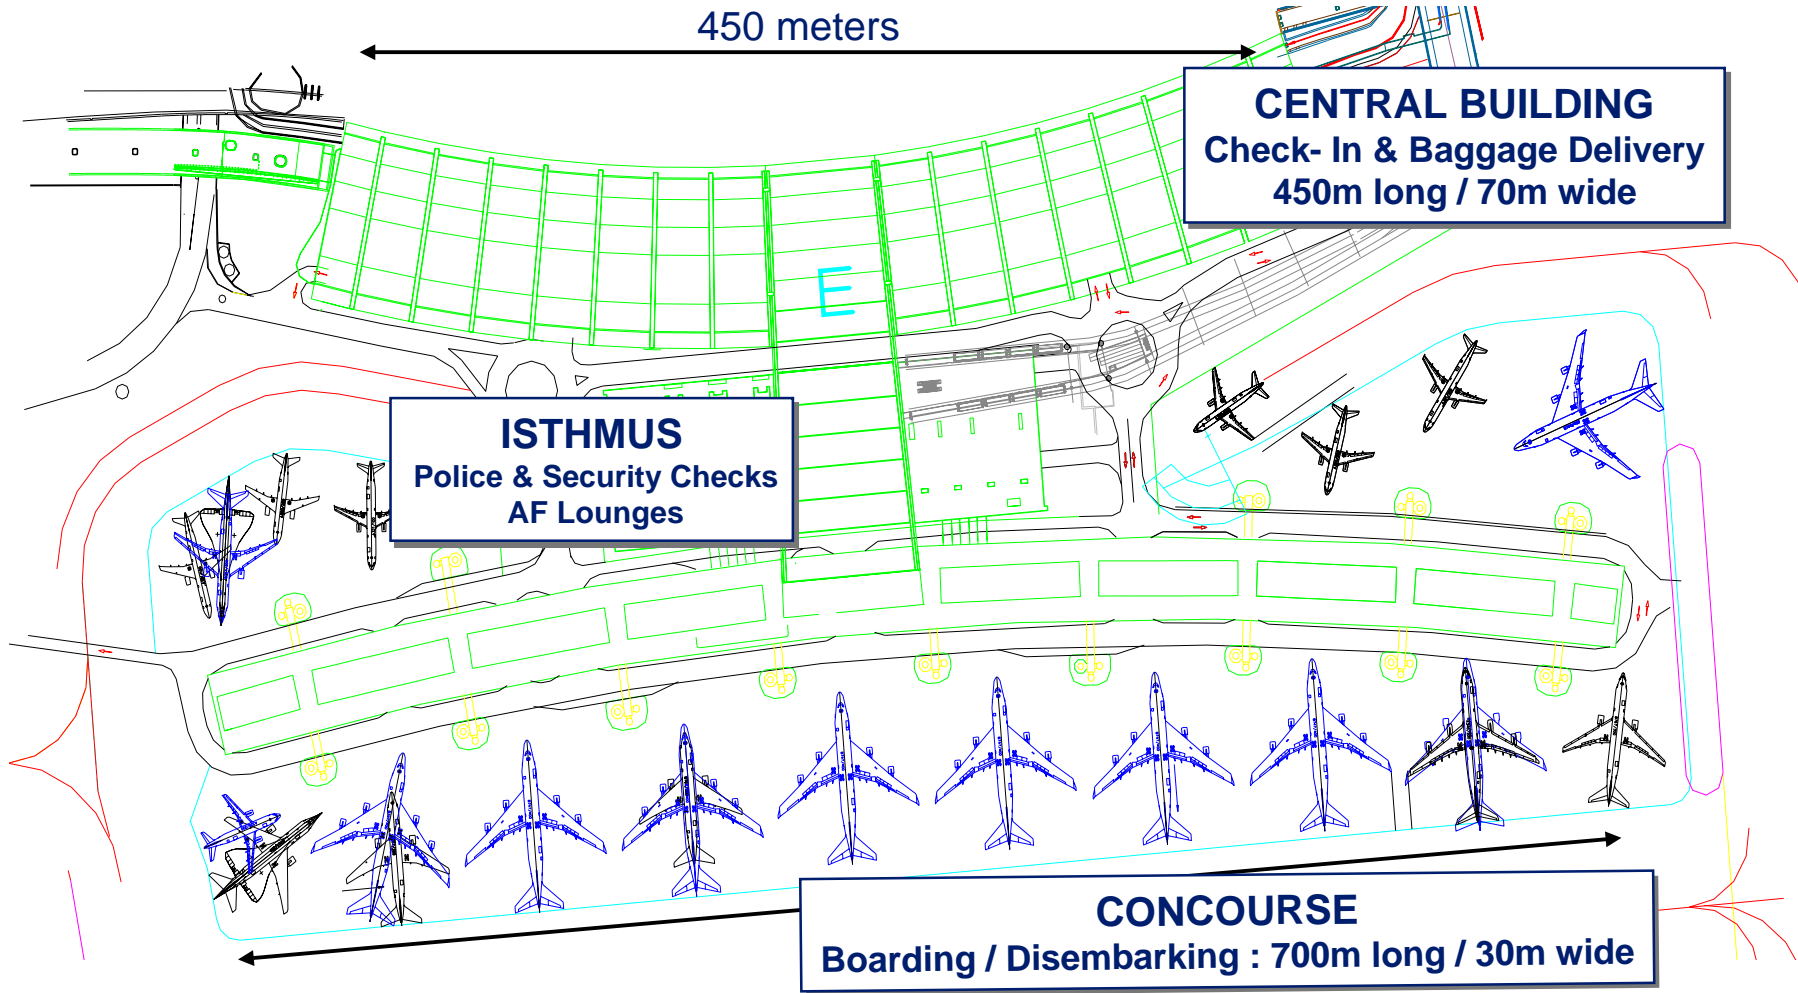 450 meters
CENTRAL BUILDING
Check- In & Baggage Delivery
450m long / 70m wide
E
ISTHMUS
Police & Security Checks
AF Lounges
CONCOURSE
Boarding / Disembarking : 700m long / 30m wide